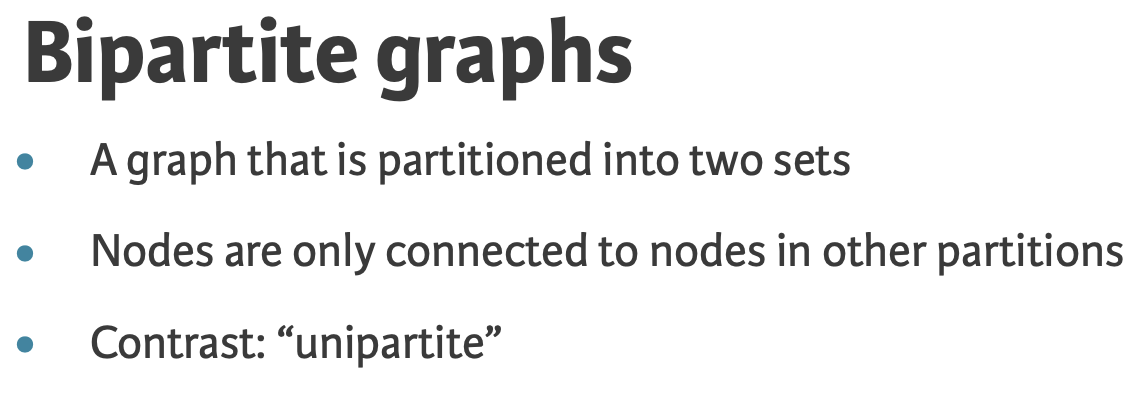 Bipartite graphs
• A graph that is partitioned into two sets
• Nodes are only connected to nodes in other partitions
• Contrast: “unipartite”